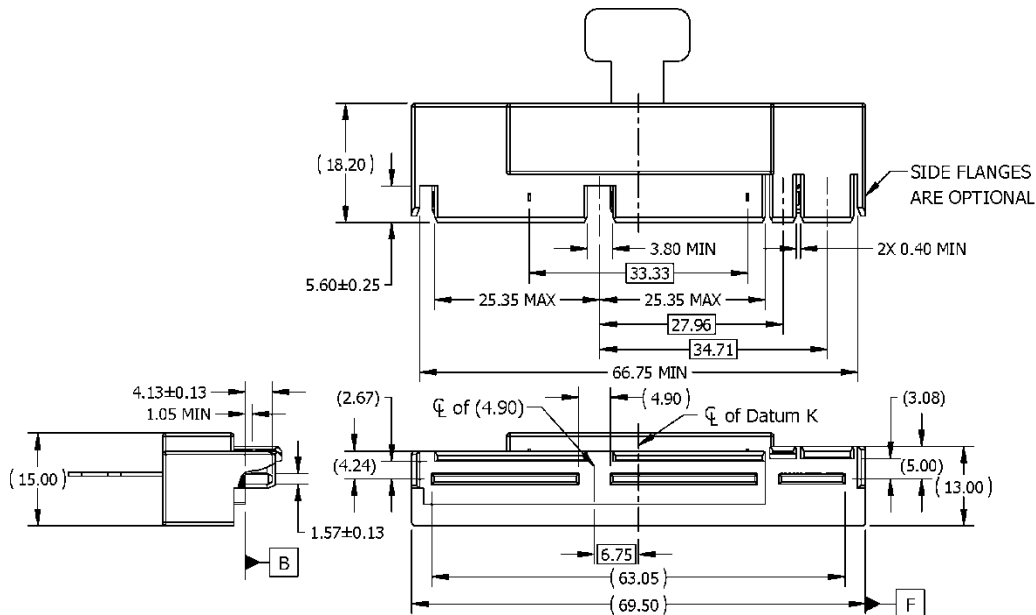 (18.20)
SIDE FLANGES
ARE OPTIONAL
3.80 MIN
2X 0.40 MIN
5.60±0.25
33.33
25.35 MAX
25.35 MAX
27.96
34.71
66.75 MIN
4.13±0.13
1.05 MIN
(2.67)
℄ of (4.90)
(4.90)
℄ of Datum K
(3.08)
(15.00)
(4.24)
(5.00)
(13.00)
1.57±0.13
B
6.75
(63.05)
(69.50)
F